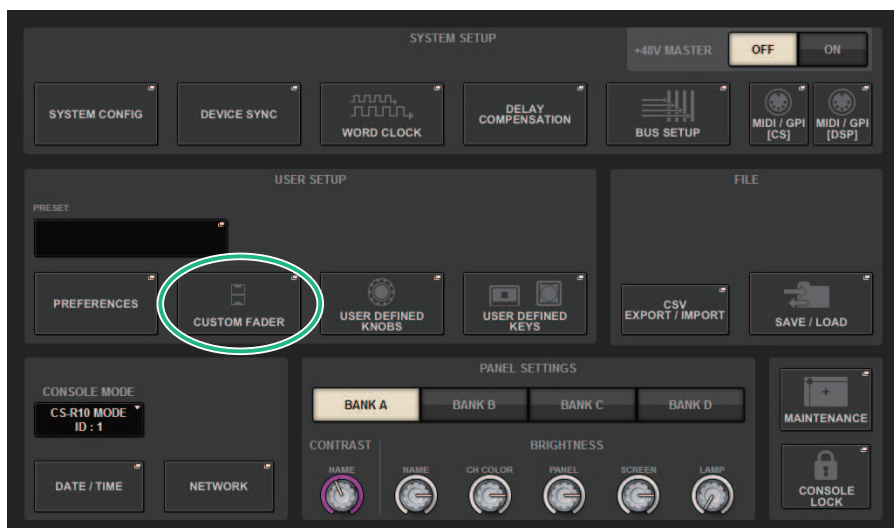 SYSTEM SETUP
+48V MASTER
OFF
ON
SYSTEM CONFIG
DEVICE SYNC
WORD CLOCK
DELAY
COMPENSATION
BUS SETUP
MIDI / GPI
[CS]
MIDI / GPI
[DSP]
USER SETUP
PRESET
PREFERENCES
CUSTOM FADER
USER DEFINED
KNOBS
USER DEFINED
KEYS
FILE
CSV
EXPORT / IMPORT
SAVE / LOAD
CONSOLE MODE
CS-R10 MODE
ID : 1
DATE / TIME
NETWORK
PANEL SETTINGS
BANK A
BANK B
BANK C
BANK D
CONTRAST
BRIGHTNESS
NAME
NAME
CH COLOR
PANEL
SCREEN
LAMP
MAINTENANCE
CONSOLE
LOCK